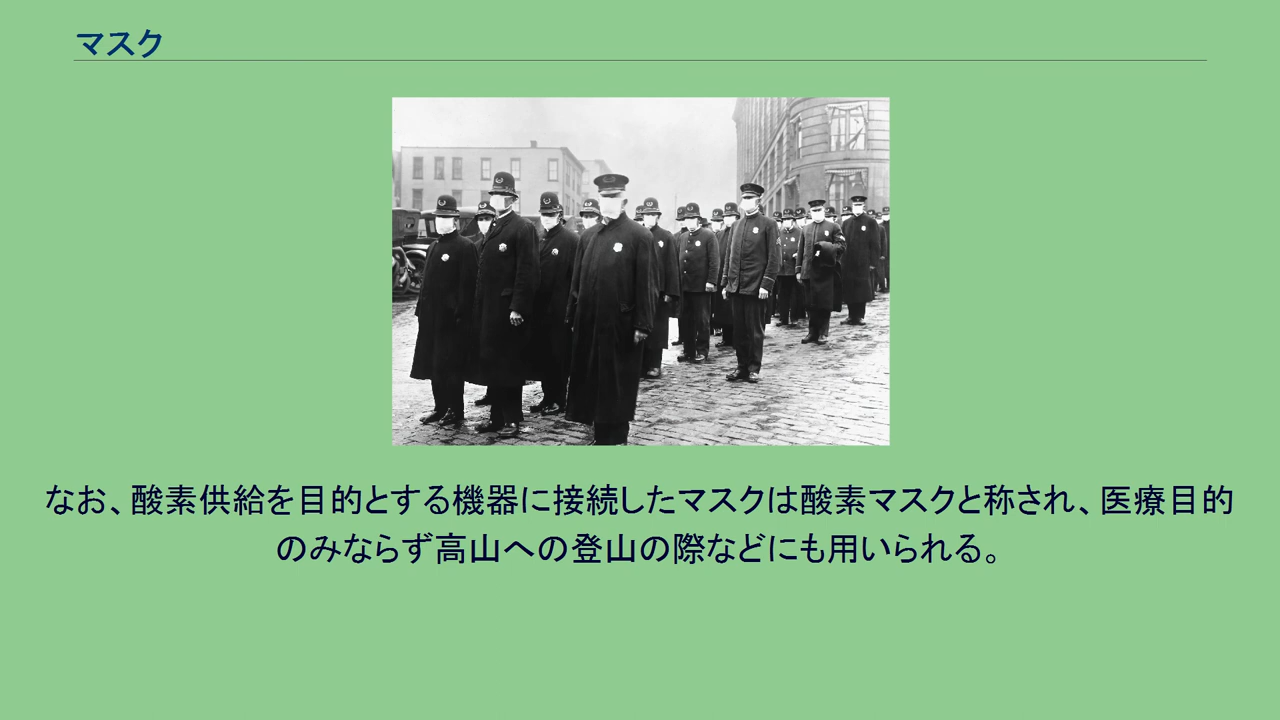 マスク
なお、酸素供給を目的とする機器に接続したマスクは酸素マスクと称され、医療目的
のみならず高山への登山の際などにも用いられる。